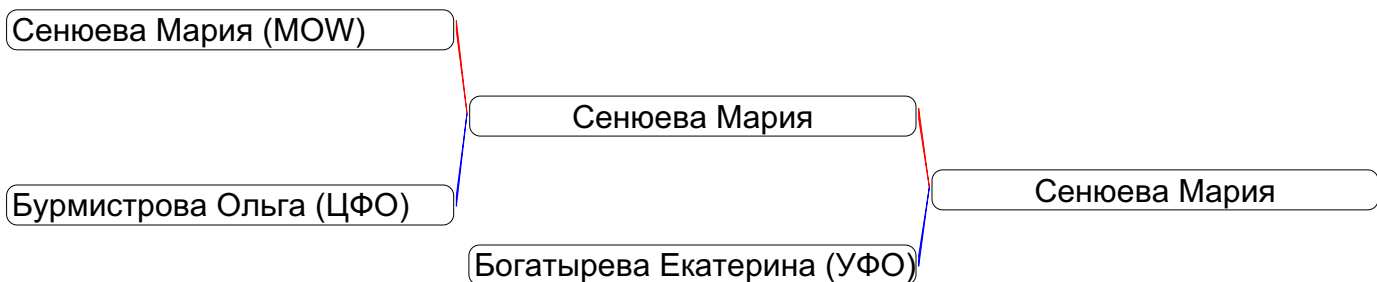 Сенюева Мария (MOW)
Сенюева Мария
Сенюева Мария
Бурмистрова Ольга (ЦФО)
Богатырева Екатерина (УФО)